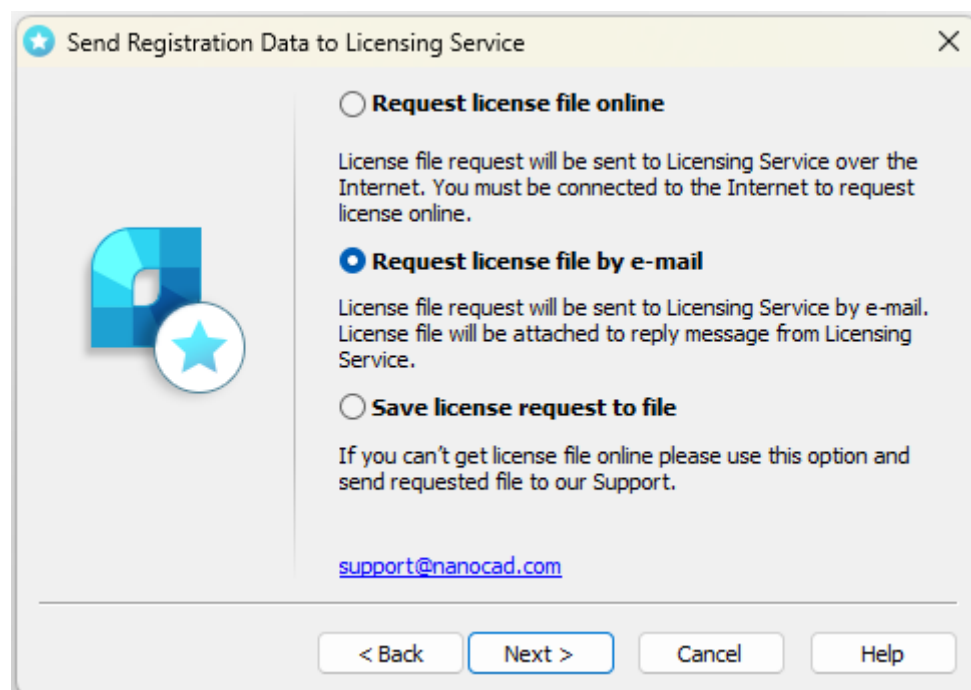 Send Registration Data to Licensing Service
Request license file online
License file request will be sent to Licensing Service over the
Internet. You must be connected to the Internet to request
license online.
Request license file by e-mail
License file request will be sent to Licensing Service by e-mail.
License file will be attached to reply message from Licensing
Service.
Save license request to file
If you can't get license file online please use this option and
send requested file to our Support.
support@nanocad.com
< Back Next > Cancel Help